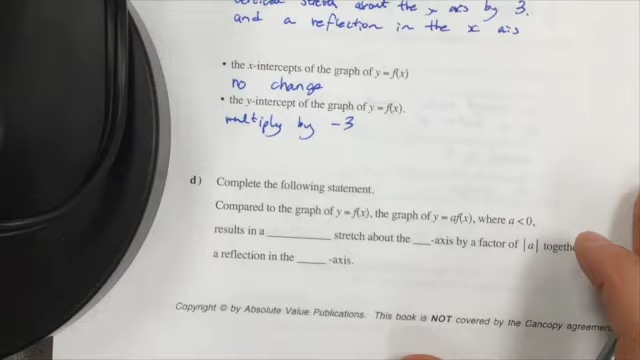 vertical stretch about the x axis by 3.
and a reflection in the x axis
• the x-intercepts of the graph of y = f(x)
no change
• the y-intercept of the graph of y = f(x).
multiply by -3
d) Complete the following statement.
Compared to the graph of y = f(x), the graph of y = af(x), where a < 0,
results in a ___________ stretch about the ___-axis by a factor of |a| togethe
a reflection in the _____ -axis.
Copyright © by Absolute Value Publications. This book is NOT covered by the Cancopy agreement